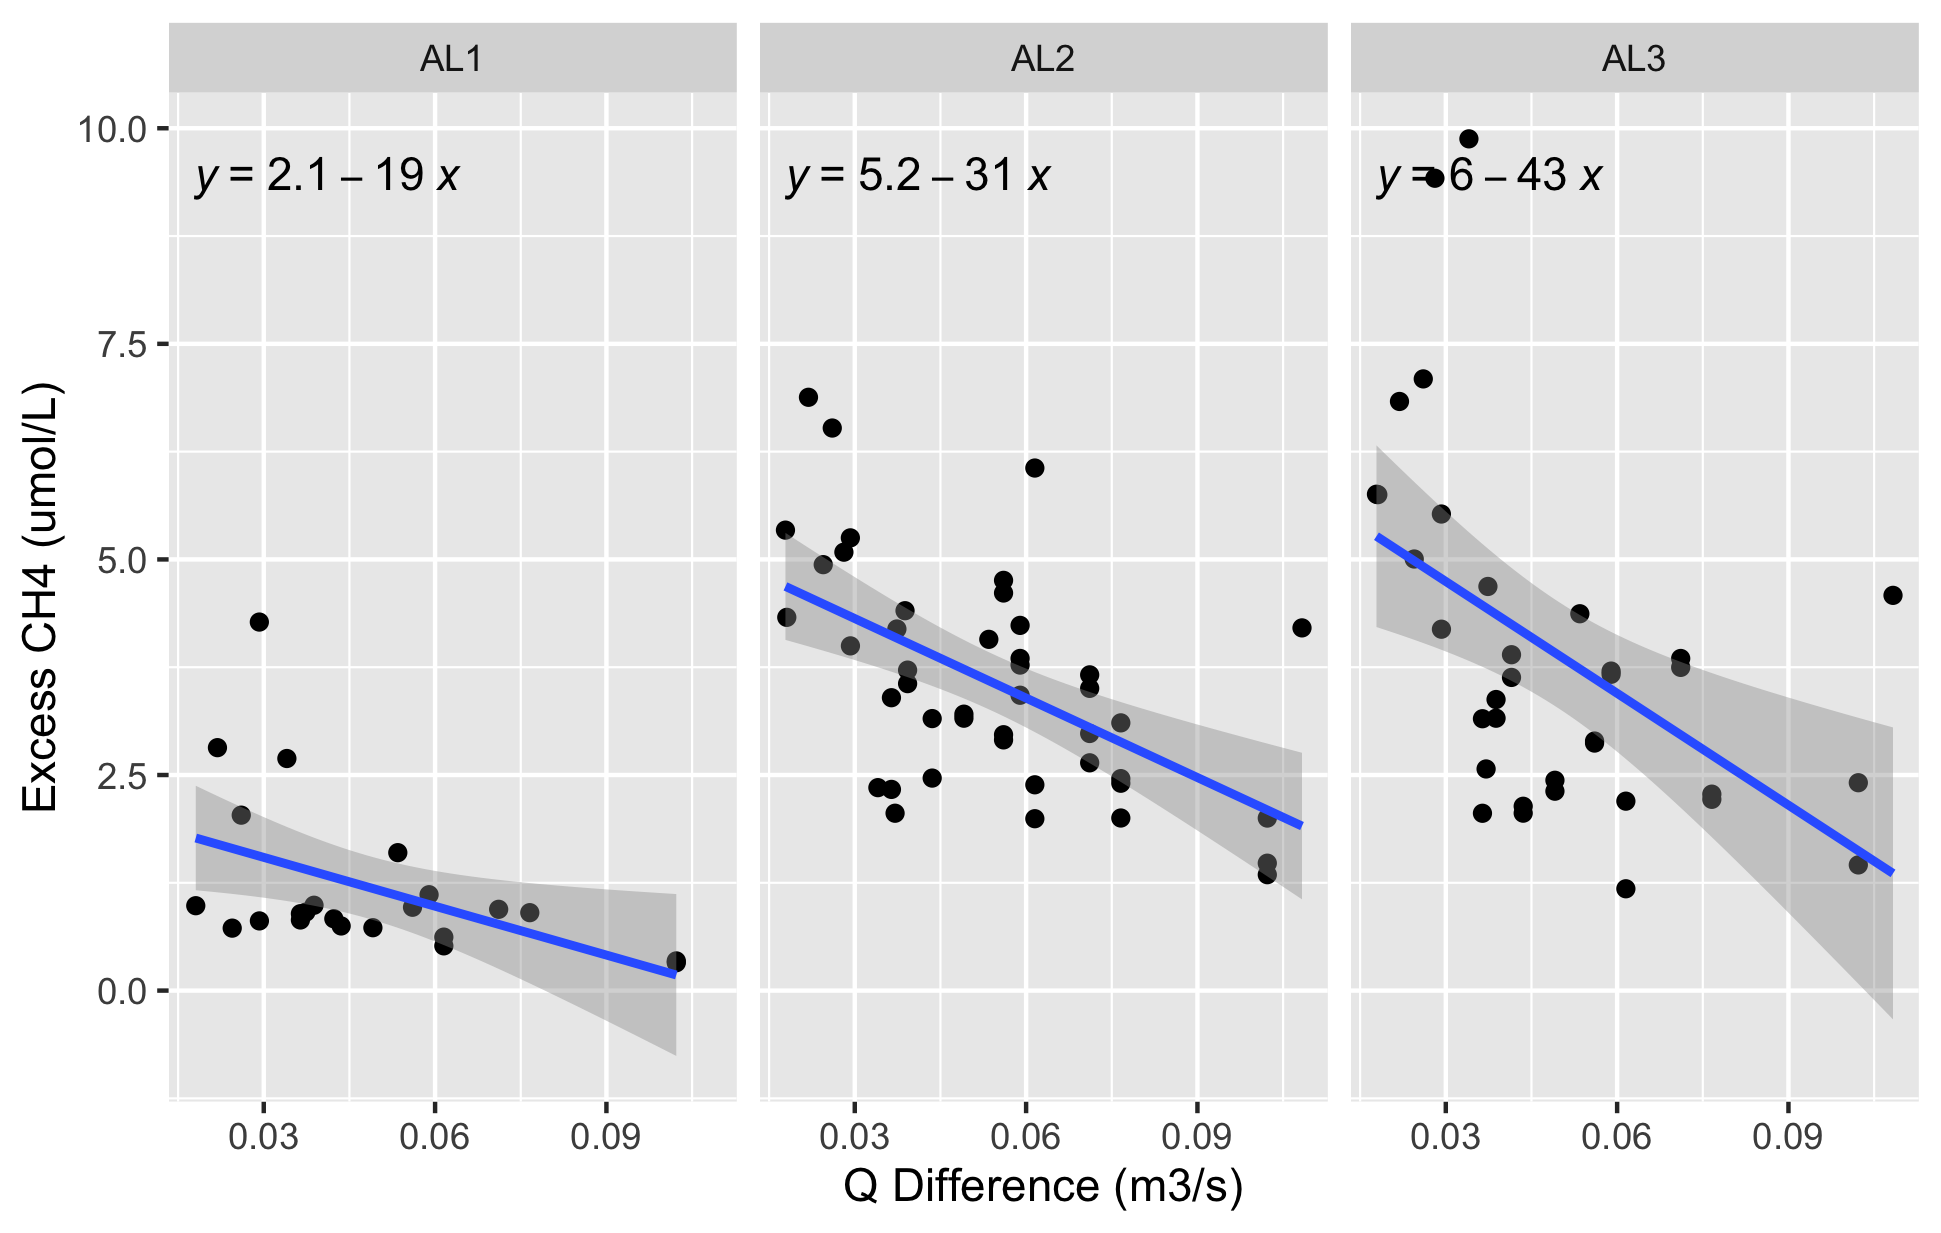 AL1 AL2 AL3
y = 2.1 – 19 x y = 5.2 – 31 x y = 6 – 43 x
10.0
7.5
5.0
2.5
0.0
Excess CH4 (umol/L)
0.03 0.06 0.09 0.03 0.06 0.09 0.03 0.06 0.09
Q Difference (m3/s)